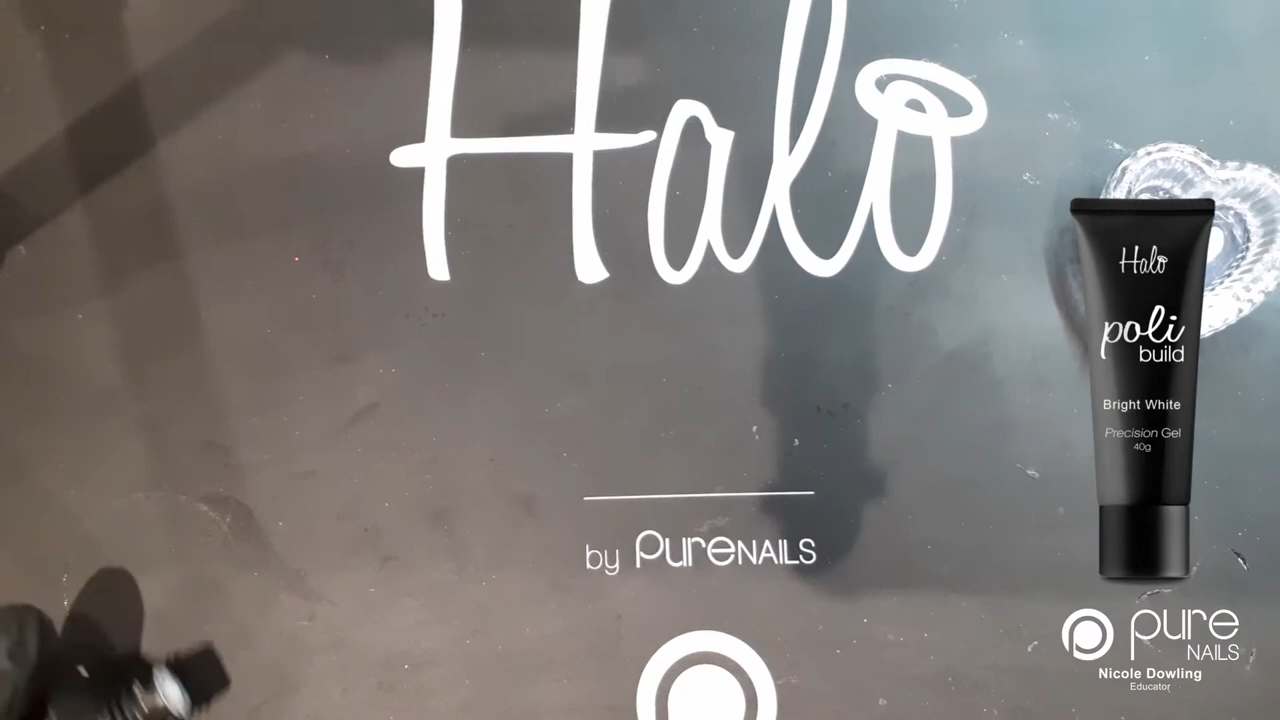 Halo
by PureNAILS
Halo
poli
build
Bright White
Precision Gel
40g
pure
NAILS
Nicole Dowling
Educator